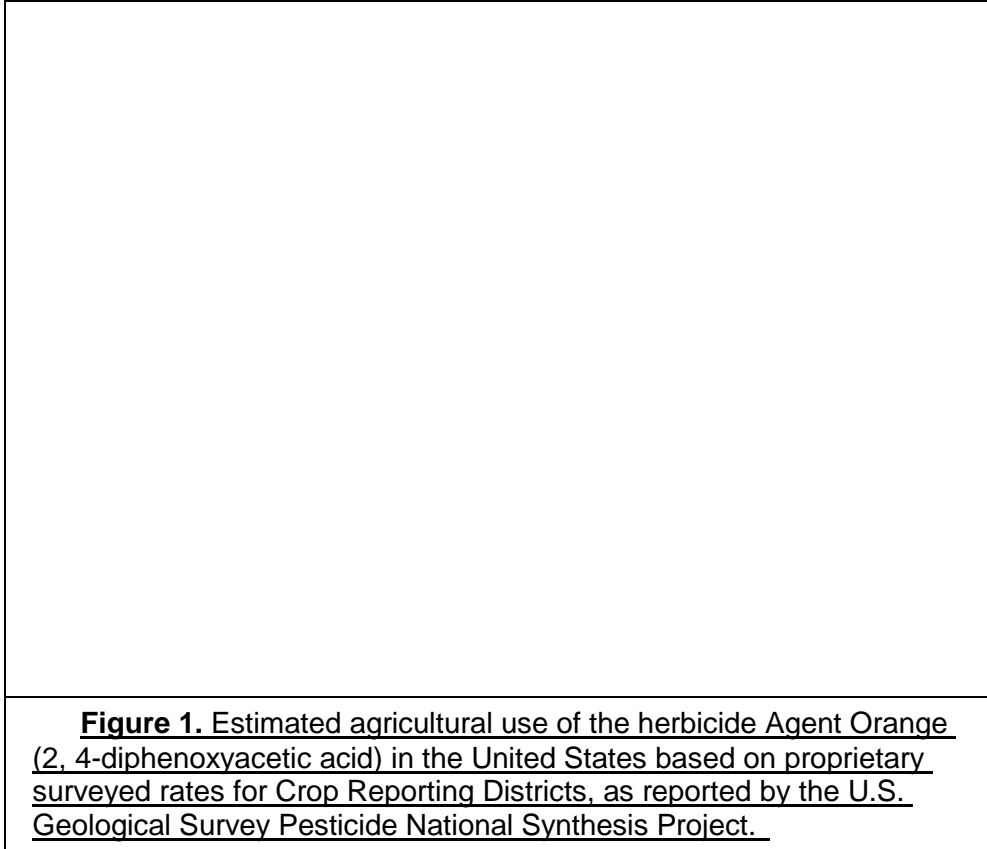 Figure 1. Estimated agricultural use of the herbicide Agent Orange
(2, 4-diphenoxyacetic acid) in the United States based on proprietary
surveyed rates for Crop Reporting Districts, as reported by the U.S.
Geological Survey Pesticide National Synthesis Project.